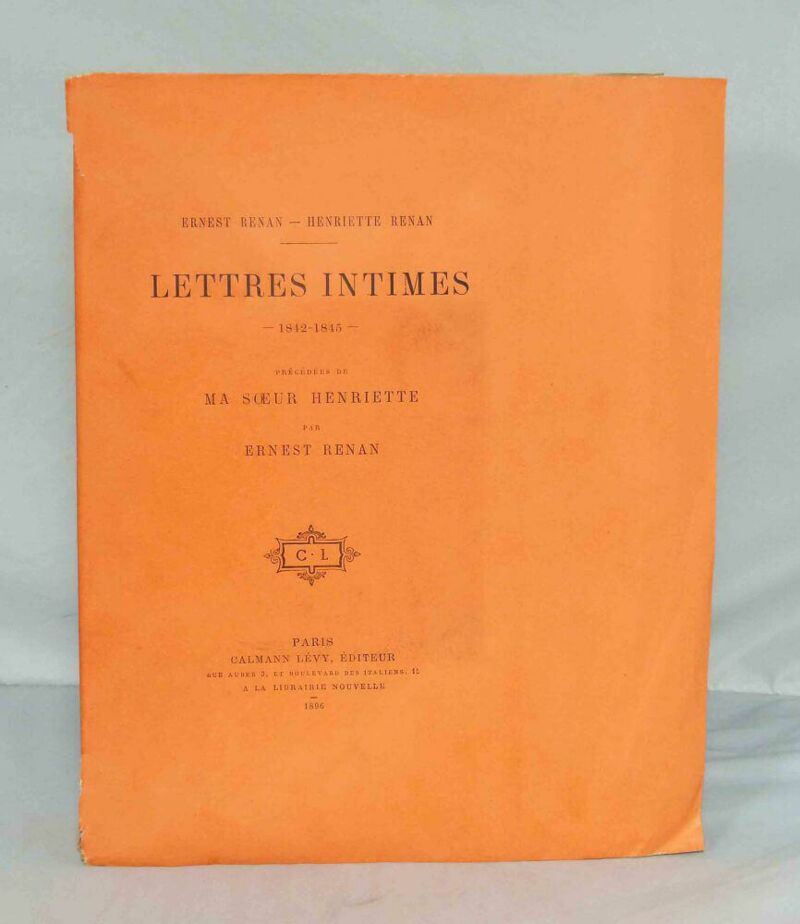 ERNEST RENAN — HENRIETTE RENAN
LETTRES INTIMES
— 1842-1845 —
PRÉCÉDÉES DE
MA SŒUR HENRIETTE
PAR
ERNEST RENAN
C · L
PARIS
CALMANN LÉVY, ÉDITEUR
RUE AUBER 3, ET BOULEVARD DES ITALIENS, 15
A LA LIBRAIRIE NOUVELLE
1896